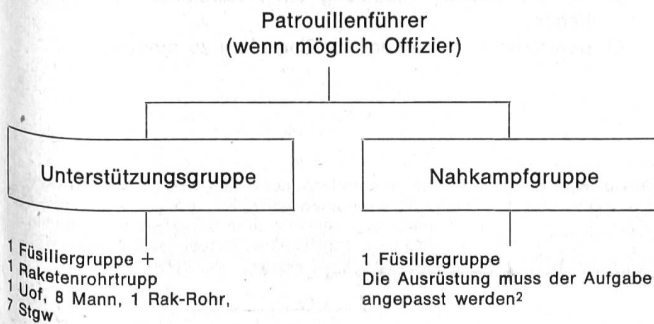 Patrouillenführer
(wenn möglich Offizier)
Unterstützungsgruppe
Nahkampfgruppe
1 Füsiliergruppe +
1 Raketenrohrtrupp
1 Uof, 8 Mann, 1 Rak-Rohr,
7 Stgw
1 Füsiliergruppe
Die Ausrüstung muss der Aufgabe
angepasst werden²